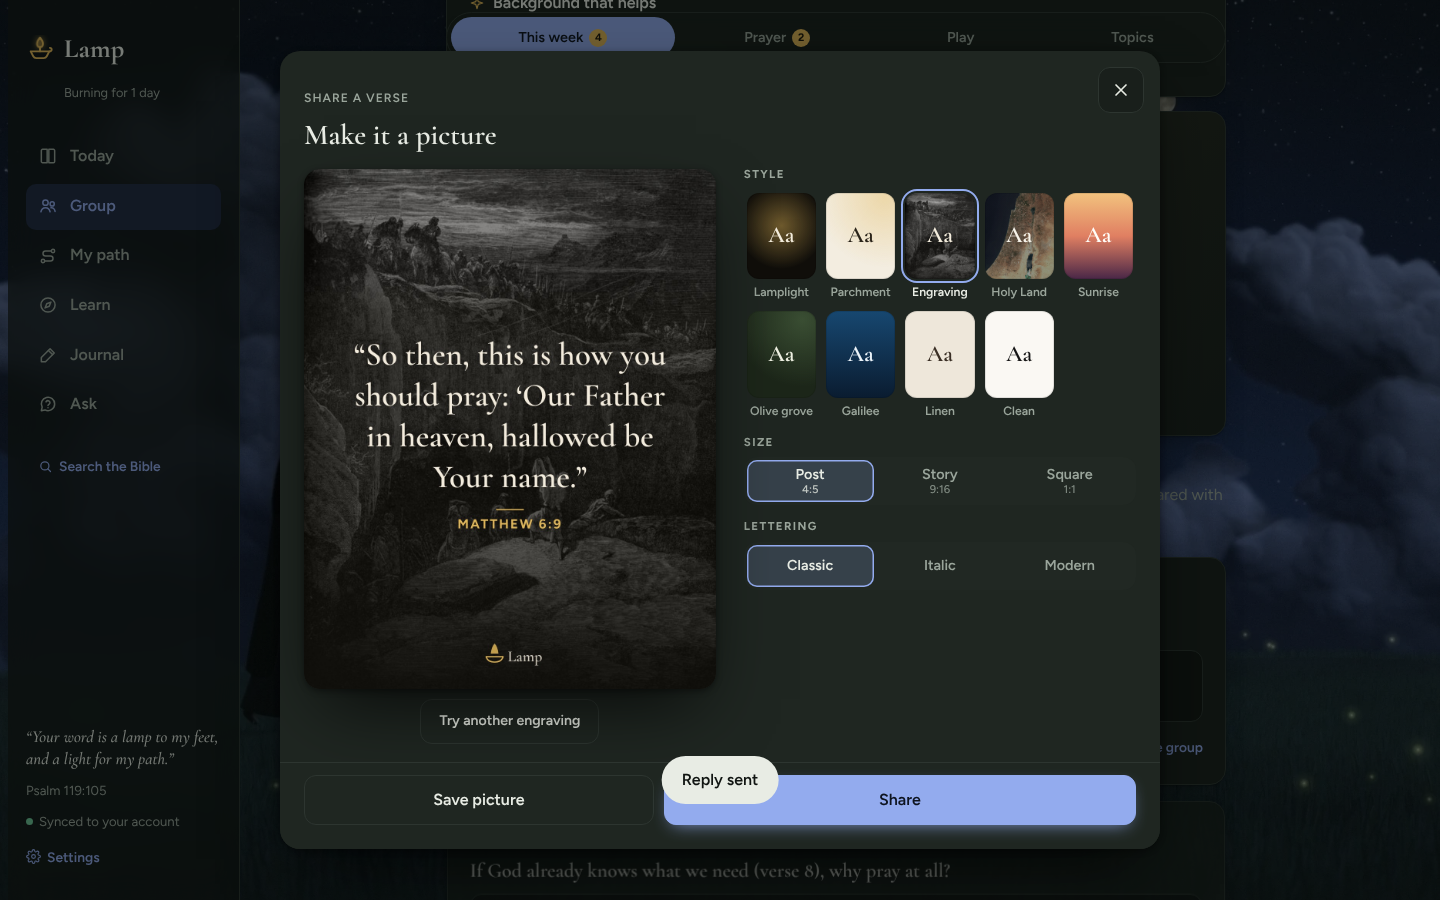 Background that helps
Lamp
This week 4
Prayer 2
Play
Topics
Burning for 1 day
Today
Group
My path
Learn
Journal
Ask
Search the Bible
“Your word is a lamp to my feet,
and a light for my path.”
Psalm 119:105
Synced to your account
Settings
SHARE A VERSE
Make it a picture
“So then, this is how you
should pray: ‘Our Father
in heaven, hallowed be
Your name.”
MATTHEW 6:9
Lamp
Try another engraving
STYLE
Aa
Aa
Aa
Aa
Aa
Lamplight
Parchment
Engraving
Holy Land
Sunrise
Aa
Aa
Aa
Aa
Olive grove
Galilee
Linen
Clean
SIZE
Post
4:5
Story
9:16
Square
1:1
LETTERING
Classic
Italic
Modern
Save picture
Reply sent
Share
with
group
If God already knows what we need (verse 8), why pray at all?